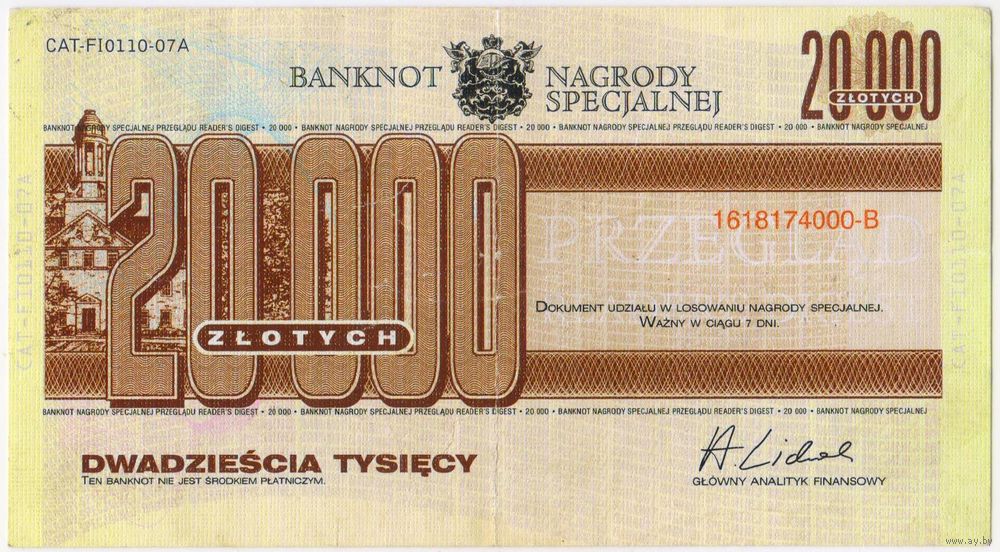 CAT-FI0110-07A
BANKNOT NAGRODY
SPECJALNEJ
20 000
ZŁOTYCH
BANKNOT NAGRODY SPECJALNEJ PRZEGLĄDU READER'S DIGEST • 20 000 • BANKNOT NAGRODY SPECJALNEJ PRZEGLĄDU READER'S DIGEST • 20 000 • BANKNOT NAGRODY SPECJALNEJ PRZEGLĄDU READER'S DIGEST • 20 000 • BANKNOT NAGRODY SPECJALNEJ
CAT-FI0110-07A
20 000
ZŁOTYCH
1618174000-B
PRZEGLĄD
DOKUMENT UDZIAŁU W LOSOWANIU NAGRODY SPECJALNEJ.
WAŻNY W CIĄGU 7 DNI.
CAT-FI0110-07A
BANKNOT NAGRODY SPECJALNEJ PRZEGLĄDU READER'S DIGEST • 20 000 • BANKNOT NAGRODY SPECJALNEJ PRZEGLĄDU READER'S DIGEST • 20 000 • BANKNOT NAGRODY SPECJALNEJ PRZEGLĄDU READER'S DIGEST • 20 000 • BANKNOT NAGRODY SPECJALNEJ
DWADZIEŚCIA TYSIĘCY
TEN BANKNOT NIE JEST ŚRODKIEM PŁATNICZYM.
GŁÓWNY ANALITYK FINANSOWY
www.ay.by